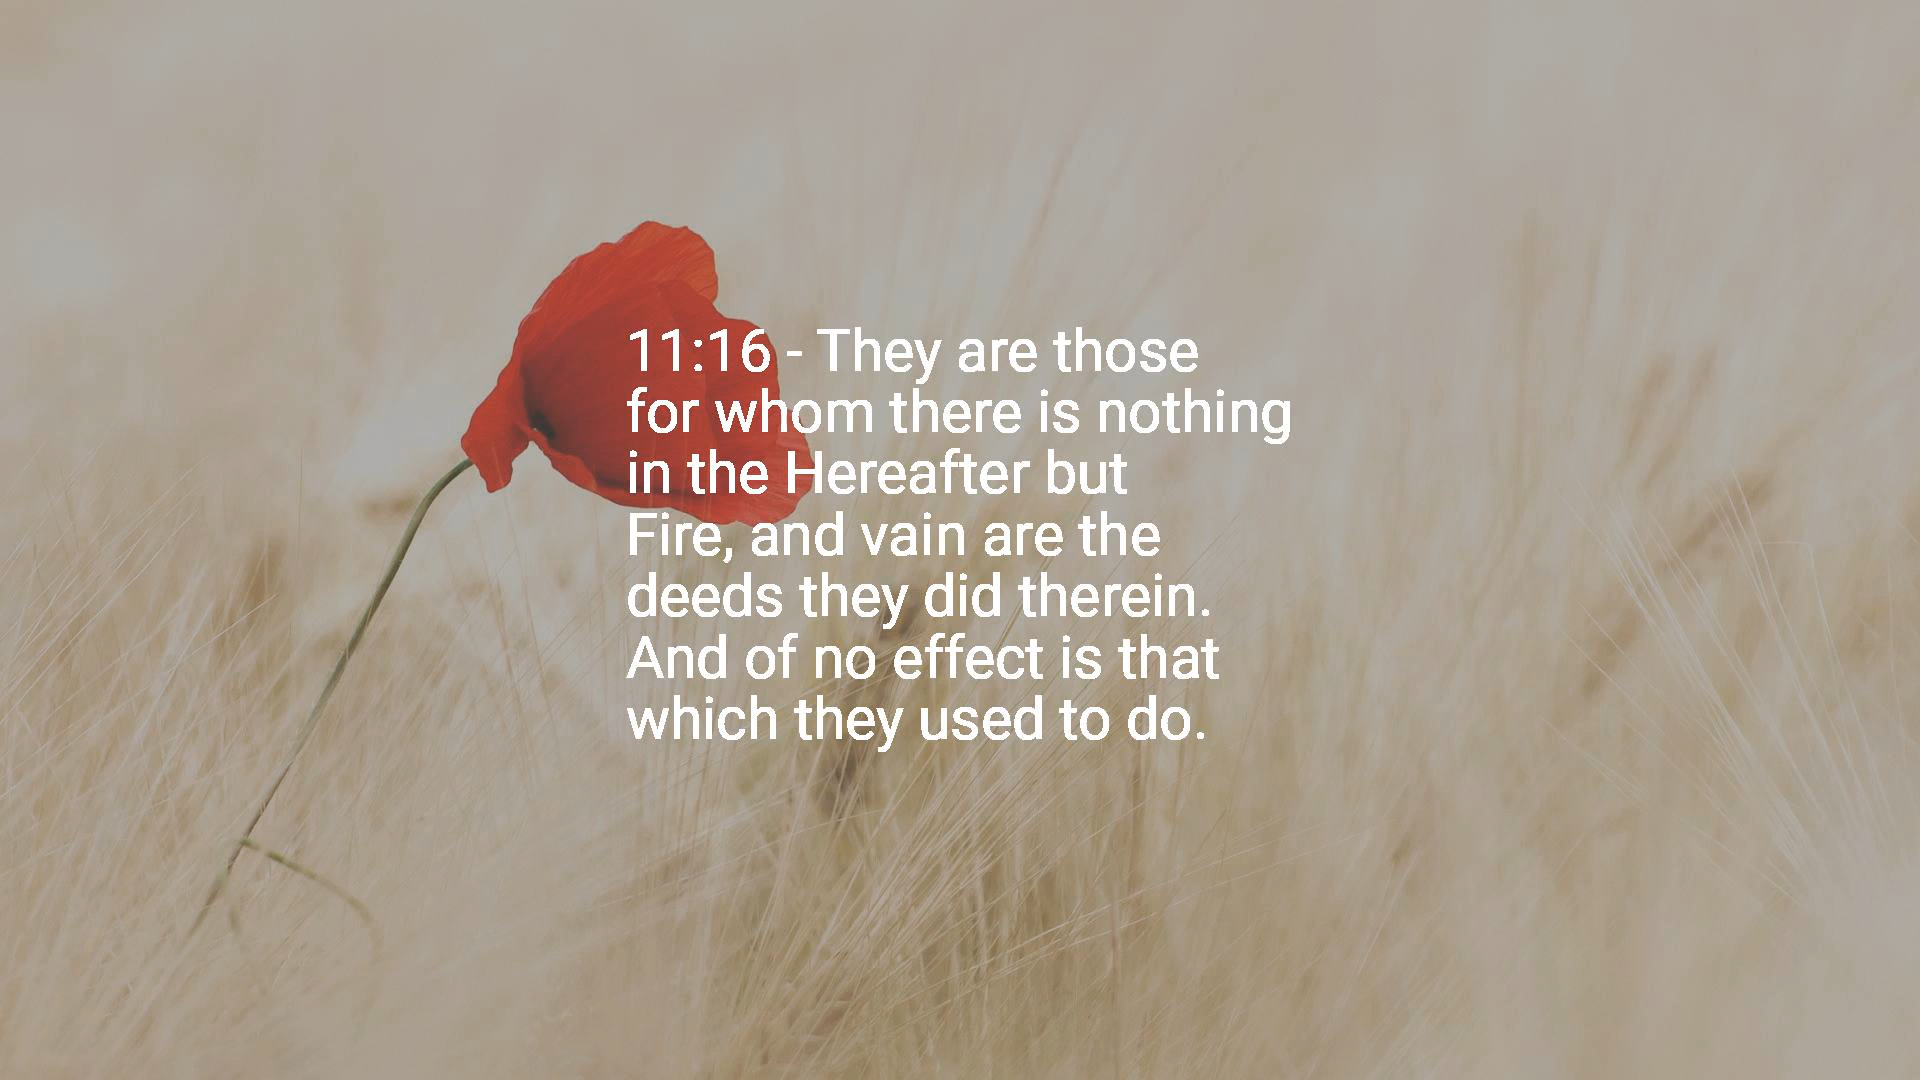 11:16 - They are those
for whom there is nothing
in the Hereafter but
Fire, and vain are the
deeds they did therein.
And of no effect is that
which they used to do.